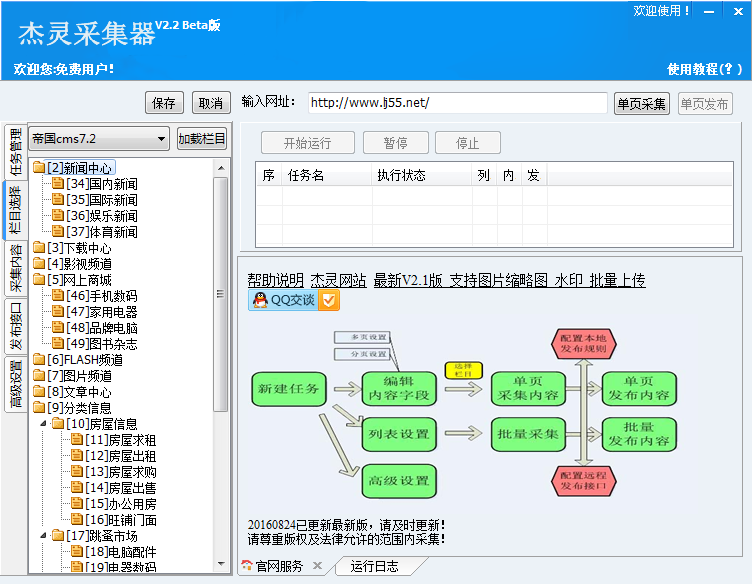 欢迎使用！
杰灵采集器V2.2 Beta版
欢迎您:免费用户!
使用教程(? )
保存 取消 输入网址： http://www.lj55.net/ 单页采集 单页发布
帝国cms7.2 加载栏目
开始运行 暂停 停止
序 任务名 执行状态 列 内 发
任务管理
栏目选择
采集内容
发布接口
高级设置
[2]新闻中心
[34]国内新闻
[35]国际新闻
[36]娱乐新闻
[37]体育新闻
[3]下载中心
[4]影视频道
[5]网上商城
[46]手机数码
[47]家用电器
[48]品牌电脑
[49]图书杂志
[6]FLASH频道
[7]图片频道
[8]文章中心
[9]分类信息
[10]房屋信息
[11]房屋求租
[12]房屋出租
[13]房屋求购
[14]房屋出售
[15]办公用房
[16]旺铺门面
[17]跳蚤市场
[18]电脑配件
[19]电器数码
帮助说明 杰灵网站 最新V2.1版 支持图片缩略图 水印 批量上传
QQ交谈
多页设置
分页设置
新建任务
编辑
内容字段
选择
栏目
列表设置
高级设置
单页
采集内容
批量采集
配置本地
发布规则
单页
发布内容
批量
发布内容
配置远程
发布接口
20160824已更新最新版，请及时更新！
请尊重版权及法律允许的范围内采集！
官网服务 运行日志